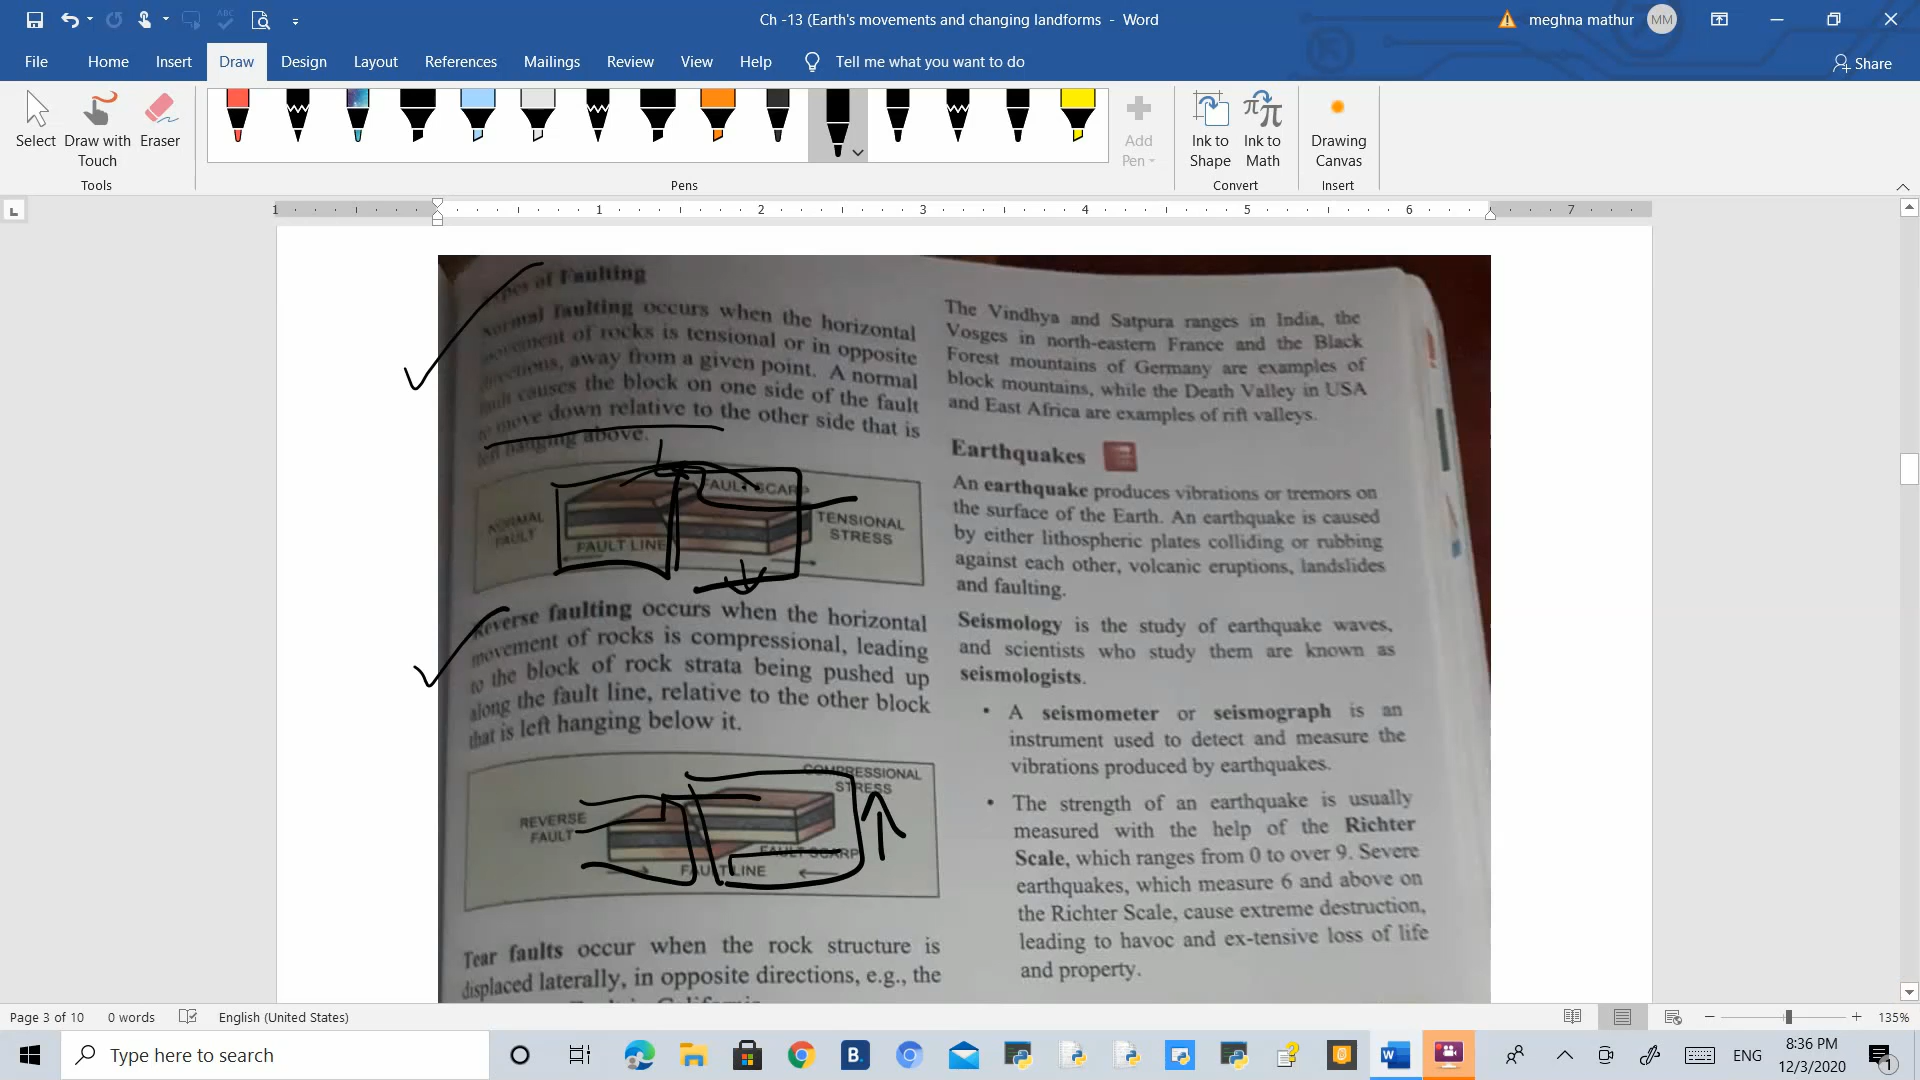 Ch -13 (Earth's movements and changing landforms - Word
meghna mathur
MM
File
Home
Insert
Draw
Design
Layout
References
Mailings
Review
View
Help
Tell me what you want to do
Share
Select
Draw with
Touch
Eraser
Tools
Pens
Add
Pen
Ink to
Shape
Ink to
Math
Convert
Drawing
Canvas
Insert
1 1 2 3 4 5 6 7
Types of Faulting
Normal faulting occurs when the horizontal
movement of rocks is tensional or in opposite
directions, away from a given point. A normal
fault causes the block on one side of the fault
to move down relative to the other side that is
left hanging above.
NORMAL
FAULT
FAULT SCARP
FAULT LINE
TENSIONAL
STRESS
Reverse faulting occurs when the horizontal
movement of rocks is compressional, leading
to the block of rock strata being pushed up
along the fault line, relative to the other block
that is left hanging below it.
COMPRESSIONAL
STRESS
REVERSE
FAULT
FAULT SCARP
FAULT LINE
Tear faults occur when the rock structure is
displaced laterally, in opposite directions, e.g., the
The Vindhya and Satpura ranges in India, the
Vosges in north-eastern France and the Black
Forest mountains of Germany are examples of
block mountains, while the Death Valley in USA
and East Africa are examples of rift valleys.
Earthquakes
An earthquake produces vibrations or tremors on
the surface of the Earth. An earthquake is caused
by either lithospheric plates colliding or rubbing
against each other, volcanic eruptions, landslides
and faulting.
Seismology is the study of earthquake waves,
and scientists who study them are known as
seismologists.
• A seismometer or seismograph is an
instrument used to detect and measure the
vibrations produced by earthquakes.
• The strength of an earthquake is usually
measured with the help of the Richter
Scale, which ranges from 0 to over 9. Severe
earthquakes, which measure 6 and above on
the Richter Scale, cause extreme destruction,
leading to havoc and ex-tensive loss of life
and property.
Page 3 of 10
0 words
English (United States)
135%
Type here to search
ENG
8:36 PM
12/3/2020
1